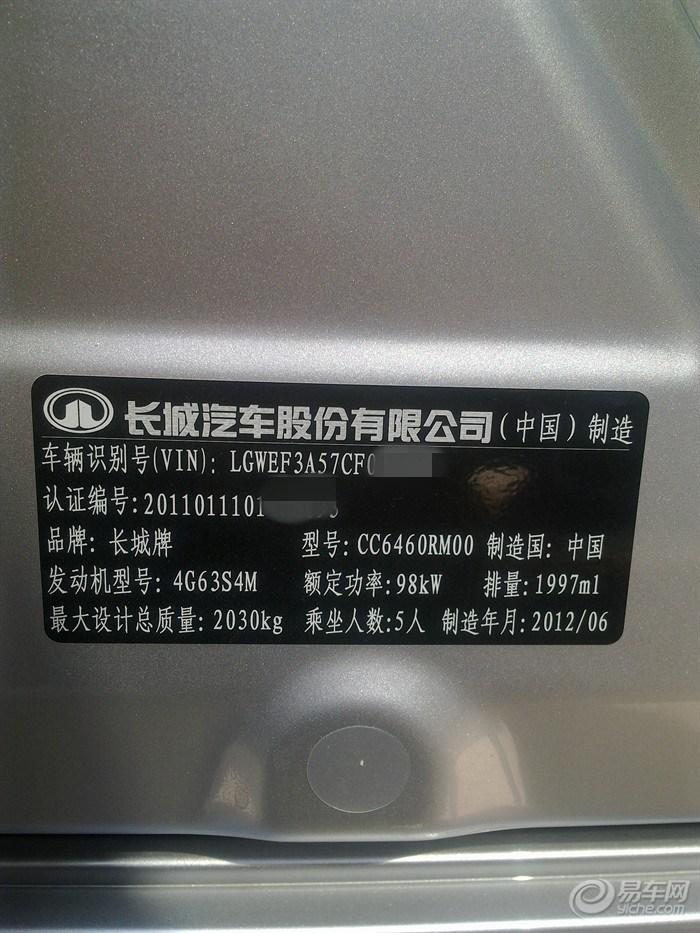 长城汽车股份有限公司(中国)制造
车辆识别号(VIN): LGWEF3A57CF0
认证编号:2011011101
品牌: 长城牌 型号: CC6460RM00 制造国: 中国
发动机型号: 4G63S4M 额定功率:98kW 排量:1997ml
最大设计总质量: 2030kg 乘坐人数:5人 制造年月:2012/06
易车网
yiche.com